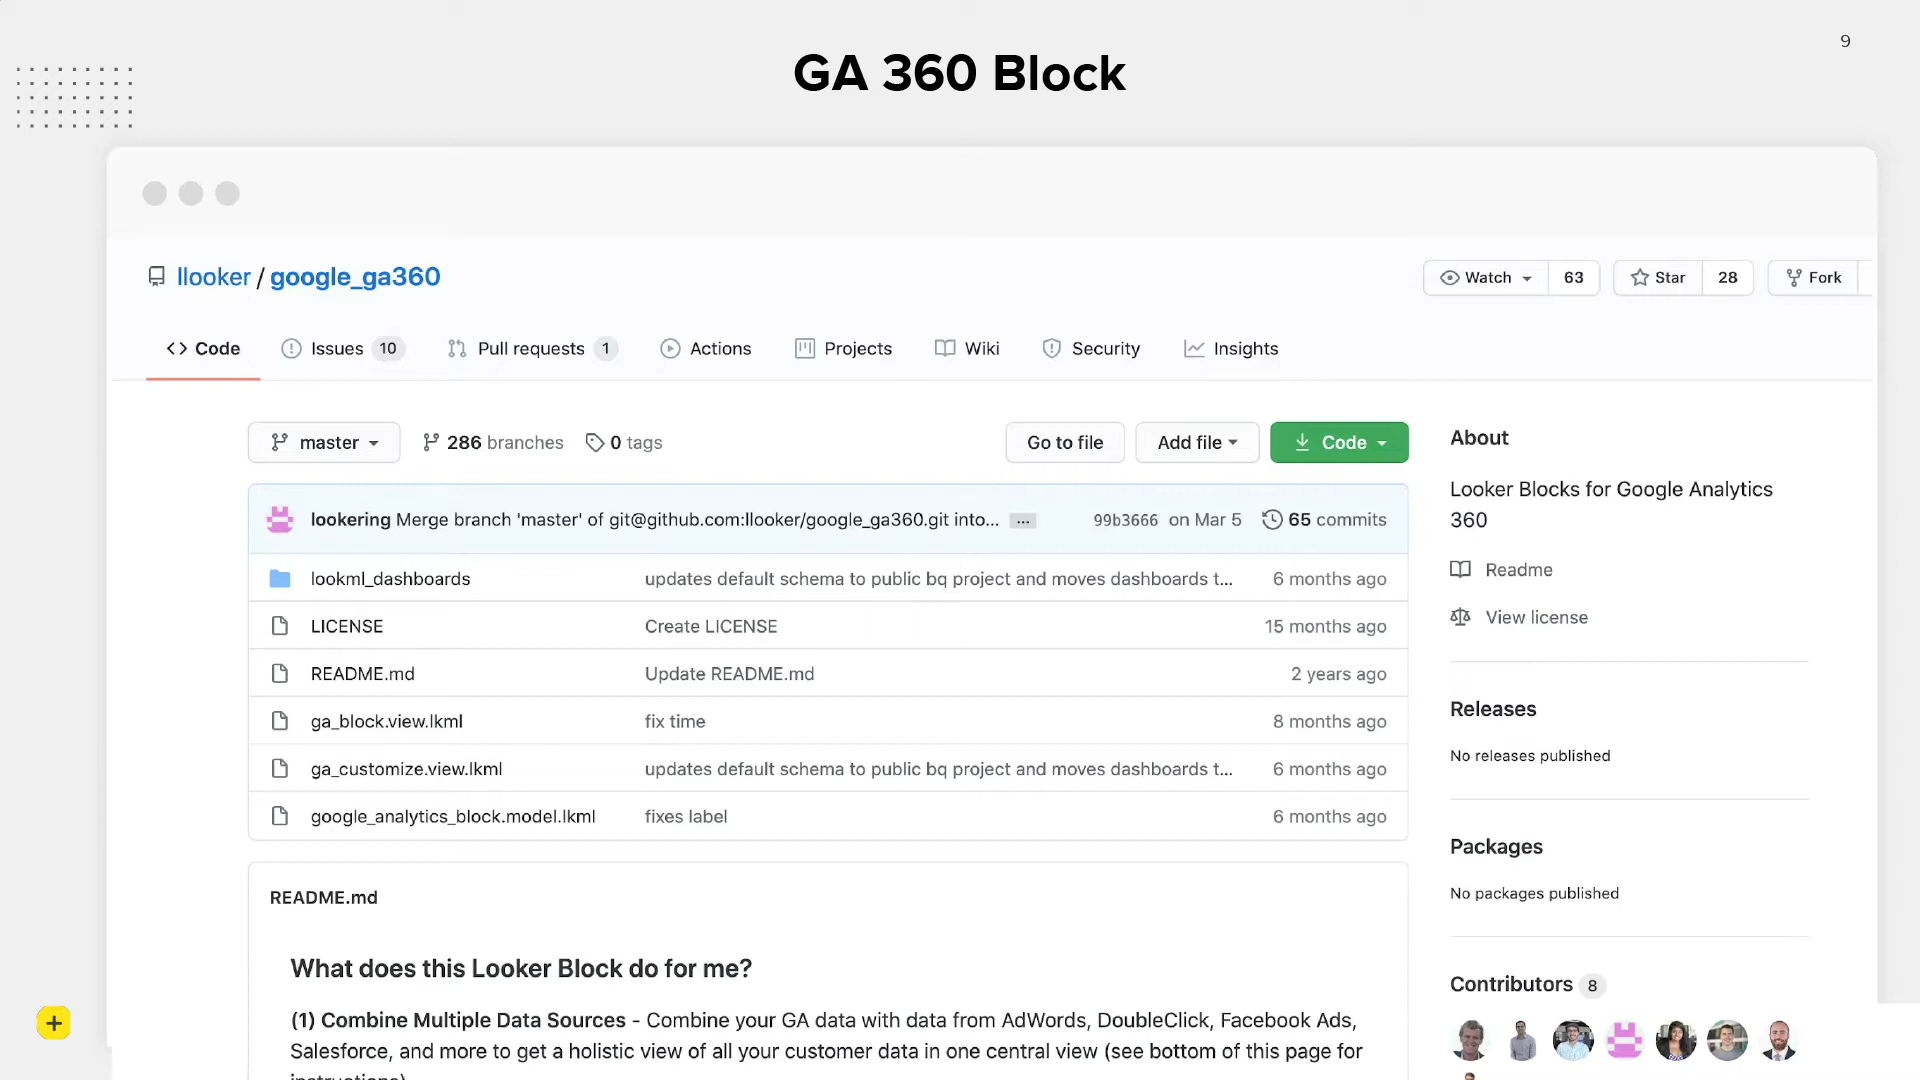 9
GA 360 Block
llooker / google_ga360
Watch 63 Star 28 Fork
Code Issues 10 Pull requests 1 Actions Projects Wiki Security Insights
master 286 branches 0 tags Go to file Add file Code
lookering Merge branch 'master' of git@github.com:llooker/google_ga360.git into... ... 99b3666 on Mar 5 65 commits
lookml_dashboards updates default schema to public bq project and moves dashboards t... 6 months ago
LICENSE Create LICENSE 15 months ago
README.md Update README.md 2 years ago
ga_block.view.lkml fix time 8 months ago
ga_customize.view.lkml updates default schema to public bq project and moves dashboards t... 6 months ago
google_analytics_block.model.lkml fixes label 6 months ago
README.md
What does this Looker Block do for me?
(1) Combine Multiple Data Sources - Combine your GA data with data from AdWords, DoubleClick, Facebook Ads,
Salesforce, and more to get a holistic view of all your customer data in one central view (see bottom of this page for
About
Looker Blocks for Google Analytics
360
Readme
View license
Releases
No releases published
Packages
No packages published
Contributors 8